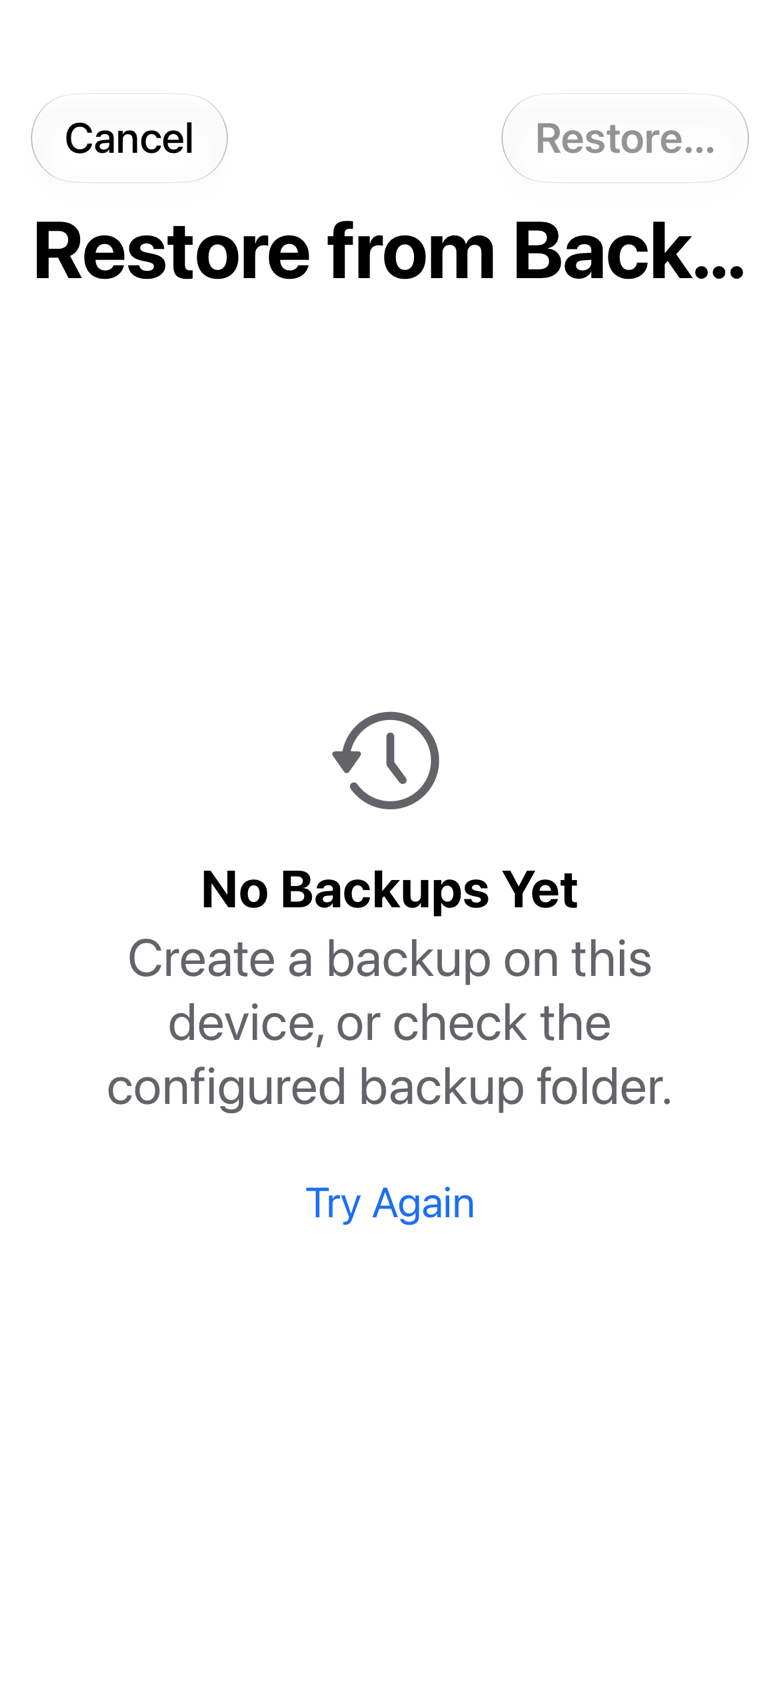 Cancel
Restore...
Restore from Back...
No Backups Yet
Create a backup on this
device, or check the
configured backup folder.
Try Again